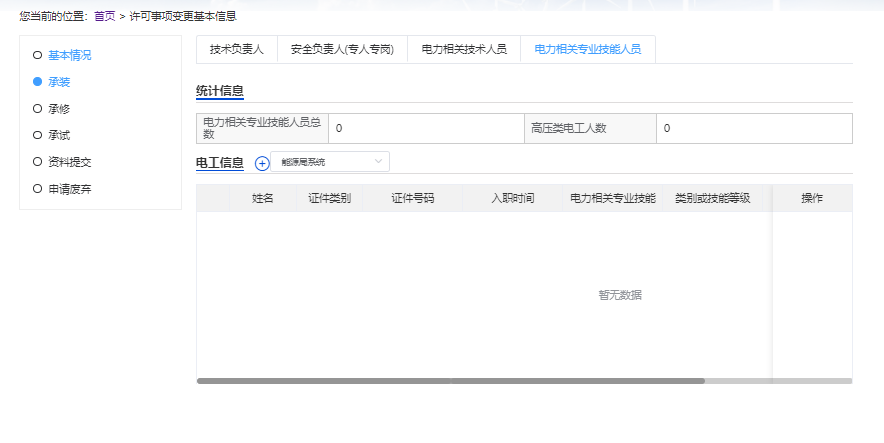 您当前的位置: 首页 > 许可事项变更基本信息
基本情况
承装
承修
承试
资料提交
申请废弃
技术负责人 安全负责人(专人专岗) 电力相关技术人员 电力相关专业技能人员
统计信息
电力相关专业技能人员总数 0 高压类电工人数 0
电工信息 能源局系统
姓名 证件类别 证件号码 入职时间 电力相关专业技能 类别或技能等级 操作
暂无数据